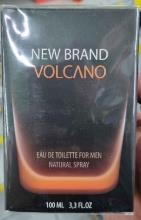 NEW BRAND
VOLCANO
EAU DE TOILETTE FOR MEN
NATURAL SPRAY
100 ML 3,3 FL.OZ